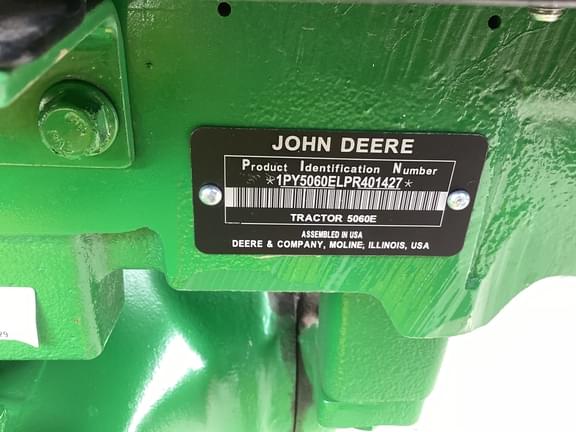 JOHN DEERE
Product Identification Number
*1PY5060ELPR401427*
TRACTOR 5060E
ASSEMBLED IN USA
DEERE & COMPANY, MOLINE, ILLINOIS, USA